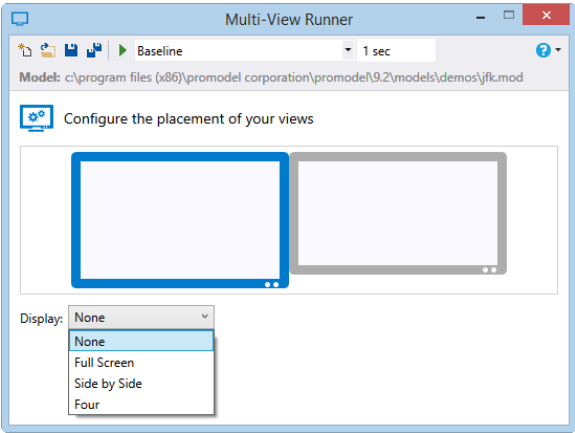 Multi-View Runner
Baseline 1 sec
Model: c:\program files (x86)\promodel corporation\promodel\9.2\models\demos\jfk.mod
Configure the placement of your views
Display: None
None
Full Screen
Side by Side
Four